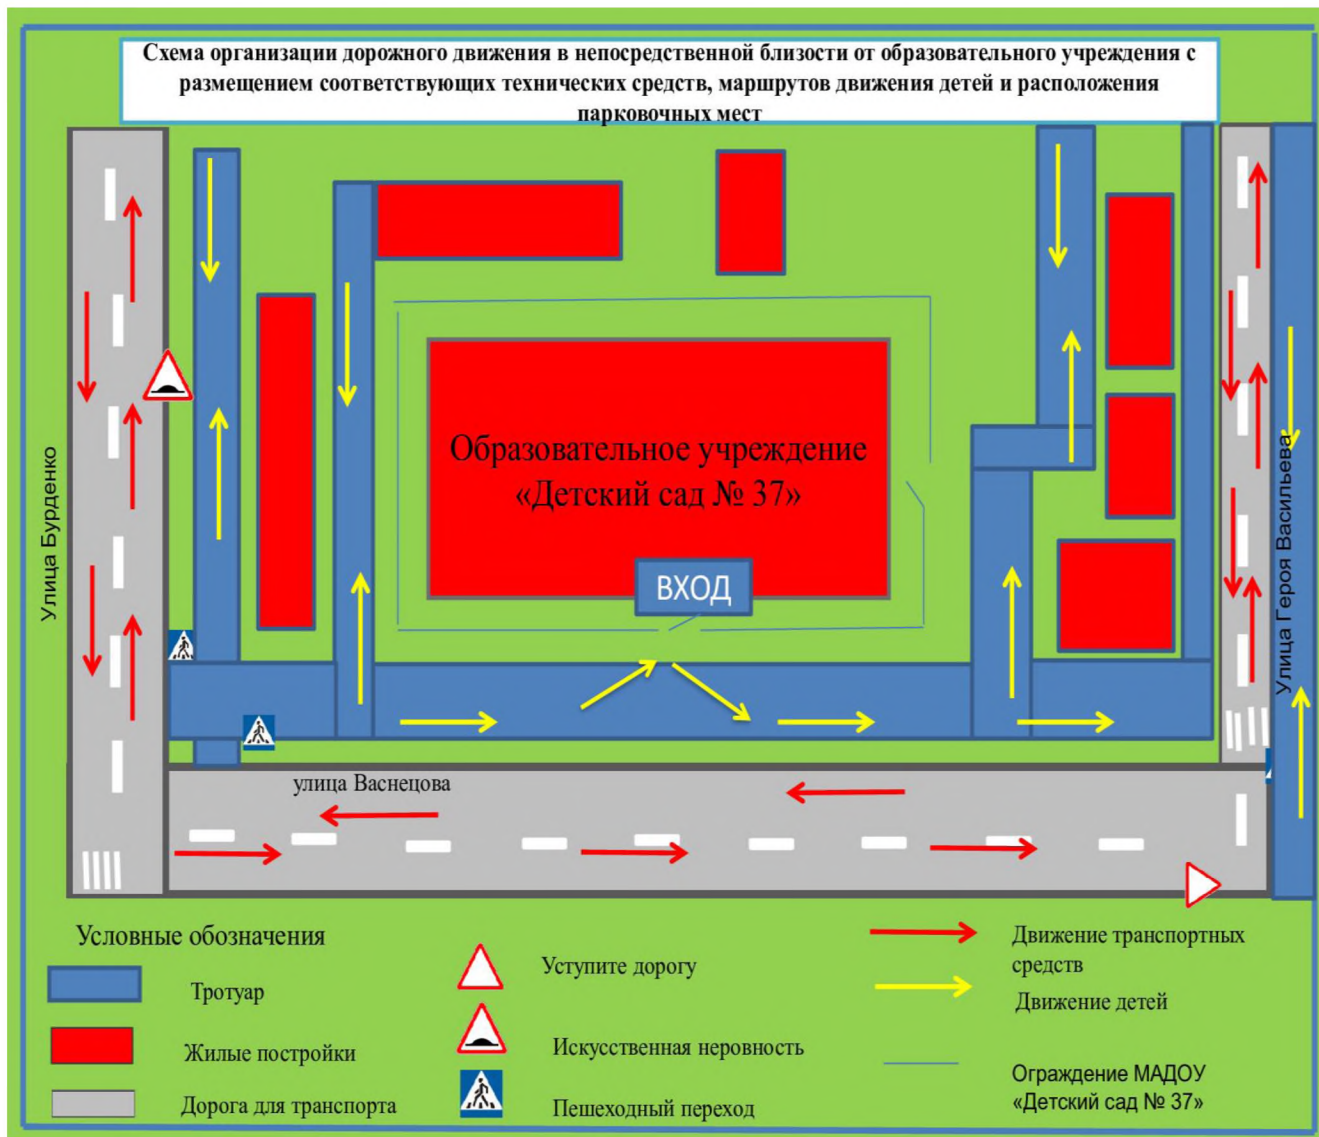 Схема организации дорожного движения в непосредственной близости от образовательного учреждения с
размещением соответствующих технических средств, маршрутов движения детей и расположения
парковочных мест
Улица Бурденко
Образовательное учреждение
«Детский сад № 37»
ВХОД
Улица Героя Васильева
улица Васнецова
Условные обозначения
Тротуар
Жилые постройки
Дорога для транспорта
Уступите дорогу
Искусственная неровность
Пешеходный переход
Движение транспортных
средств
Движение детей
Ограждение МАДОУ
«Детский сад № 37»